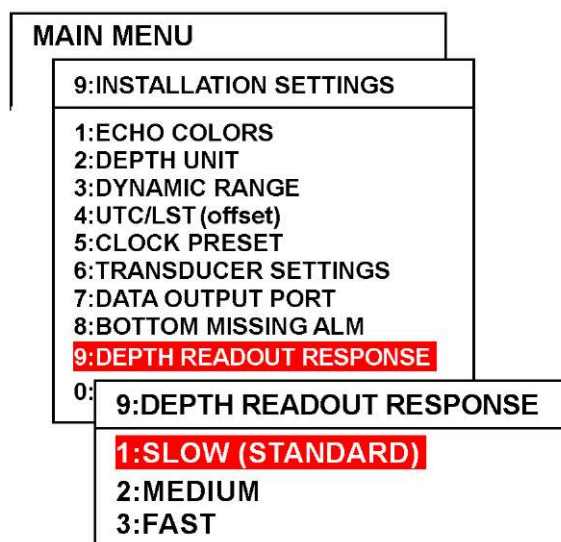 MAIN MENU
9:INSTALLATION SETTINGS
1:ECHO COLORS
2:DEPTH UNIT
3:DYNAMIC RANGE
4:UTC/LST (offset)
5:CLOCK PRESET
6:TRANSDUCER SETTINGS
7:DATA OUTPUT PORT
8:BOTTOM MISSING ALM
9:DEPTH READOUT RESPONSE
0:
9:DEPTH READOUT RESPONSE
1:SLOW (STANDARD)
2:MEDIUM
3:FAST